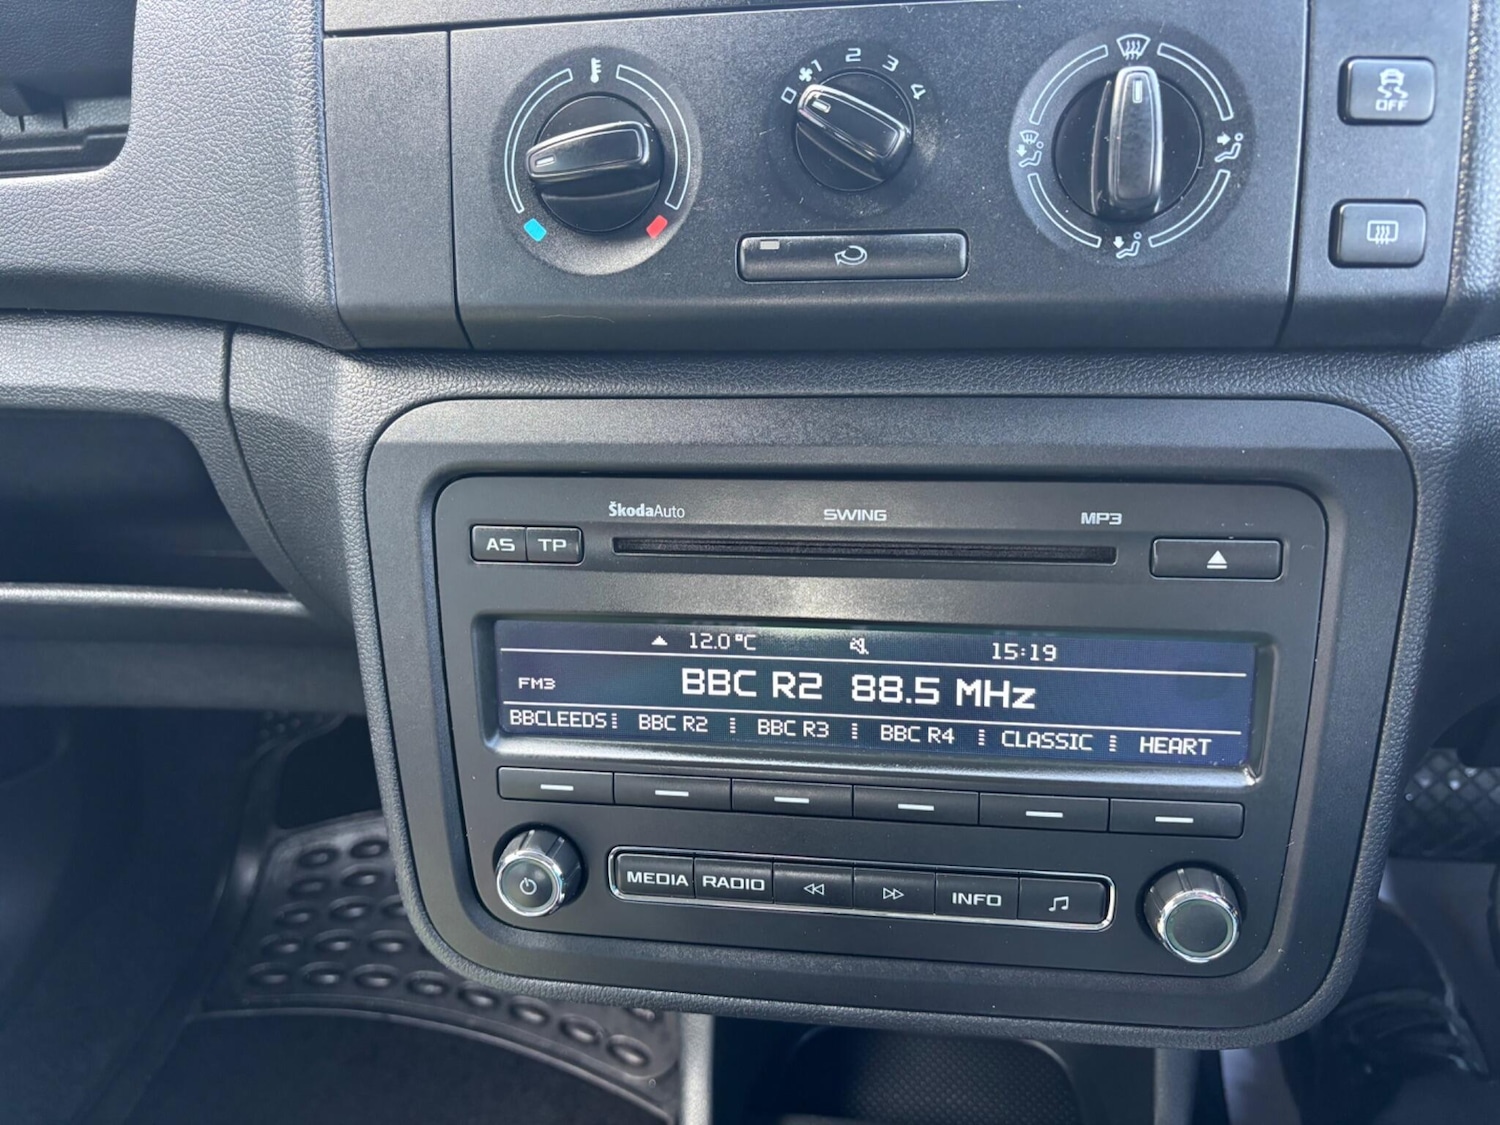 0 1 2 3 4
OFF
ŠkodaAuto SWING MP3
AS TP
12.0 °C 15:19
FM3 BBC R2 88.5 MHz
BBCLEEDS BBC R2 BBC R3 BBC R4 CLASSIC HEART
MEDIA RADIO INFO